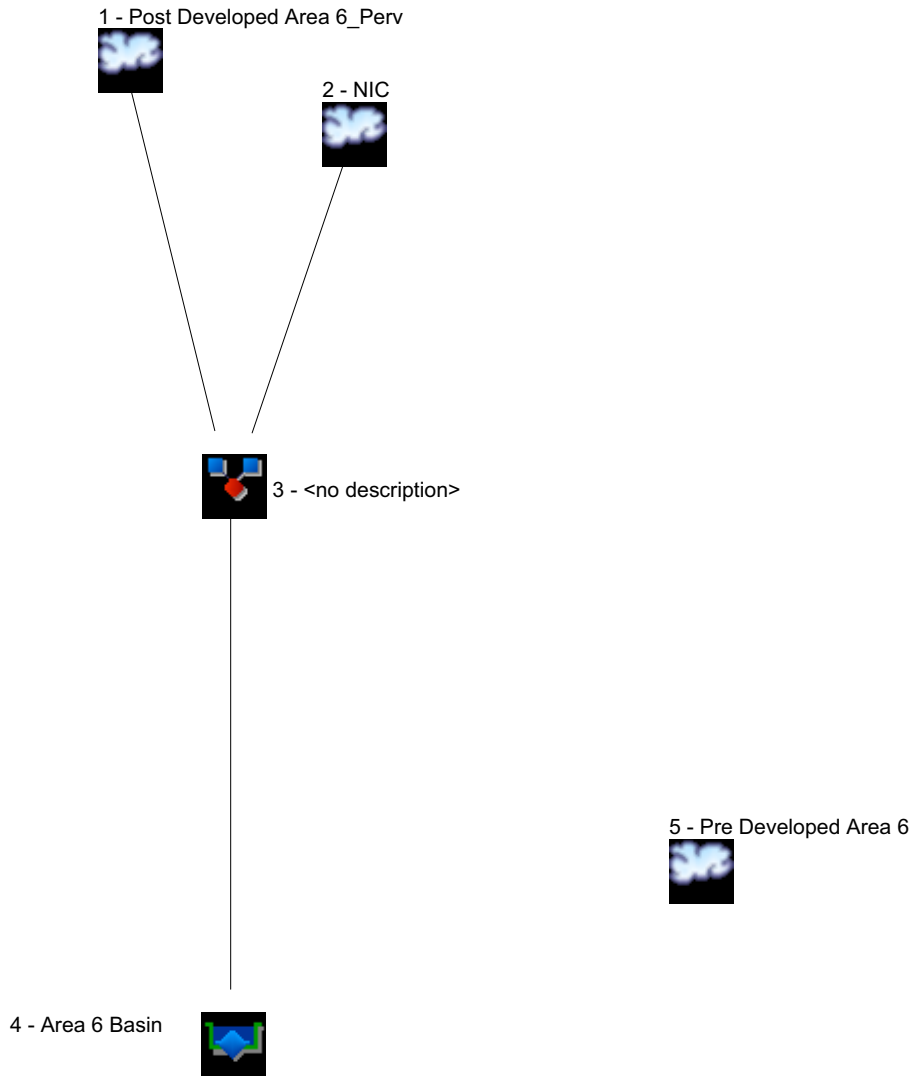 1 - Post Developed Area 6_Perv
2 - NIC
3 - <no description>
5 - Pre Developed Area 6
4 - Area 6 Basin